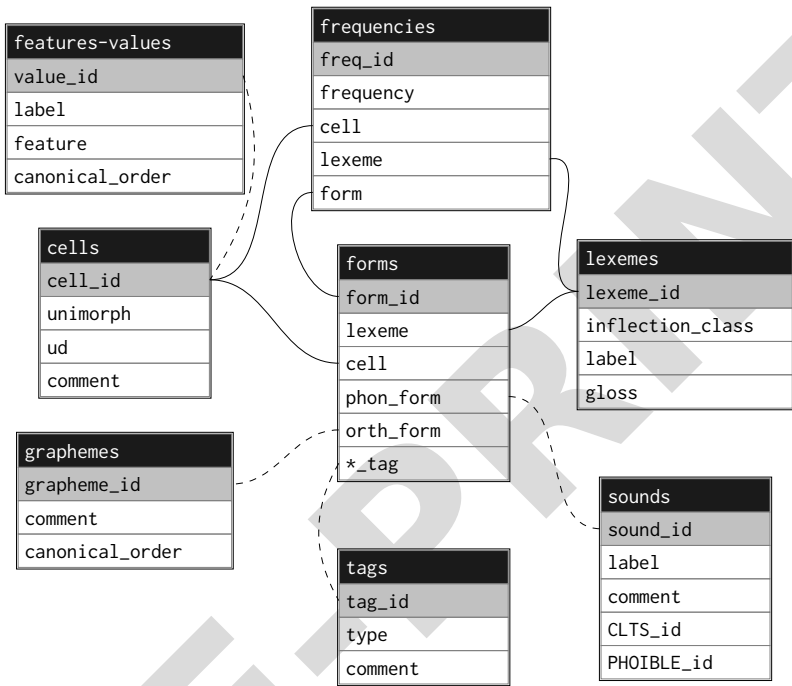 features-values
value_id
label
feature
canonical_order
frequencies
freq_id
frequency
cell
lexeme
form
cells
cell_id
unimorph
ud
comment
forms
form_id
lexeme
cell
phon_form
orth_form
*_tag
lexemes
lexeme_id
inflection_class
label
gloss
graphemes
grapheme_id
comment
canonical_order
tags
tag_id
type
comment
sounds
sound_id
label
comment
CLTS_id
PHOIBLE_id
E-PRINT